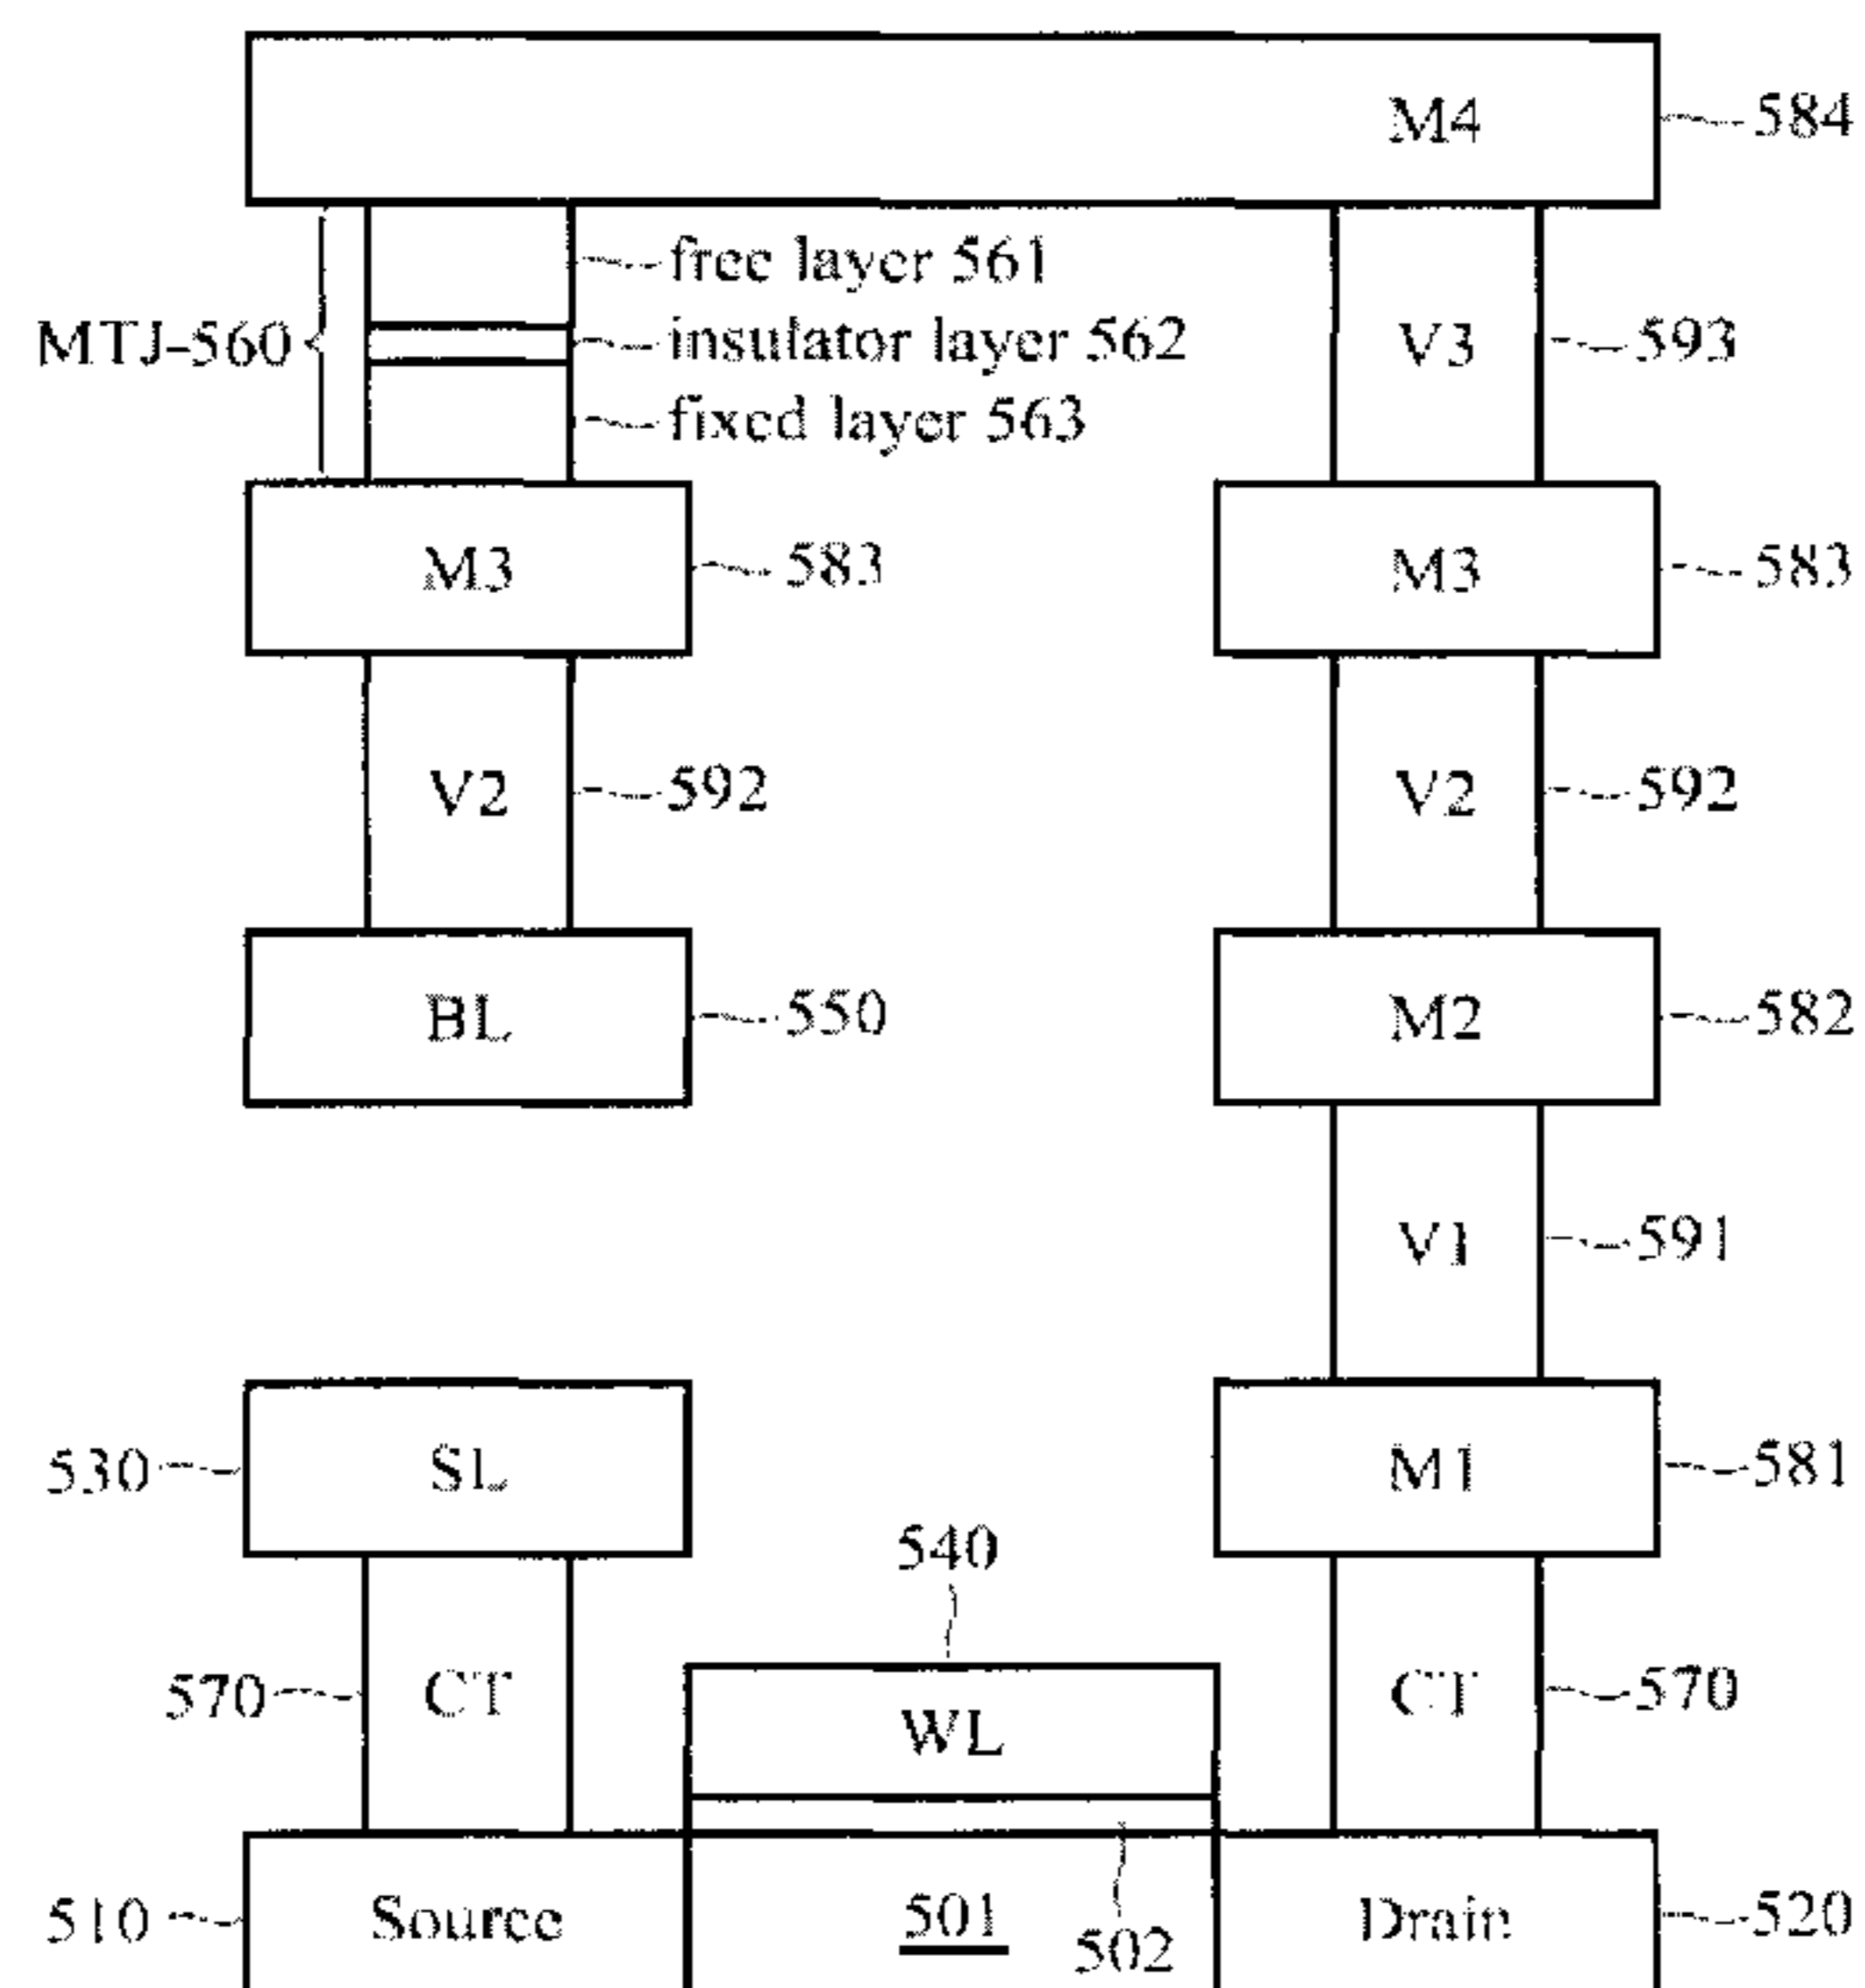 M4 584
free layer 561
MTJ-560 insulator layer 562 V3 593
fixed layer 563
M3 583 M3 583
V2 592 V2 592
BL 550 M2 582
V1 591
530 SL M1 581
540
570 CT CT 570
WL
510 Source 501 Drain 520
502